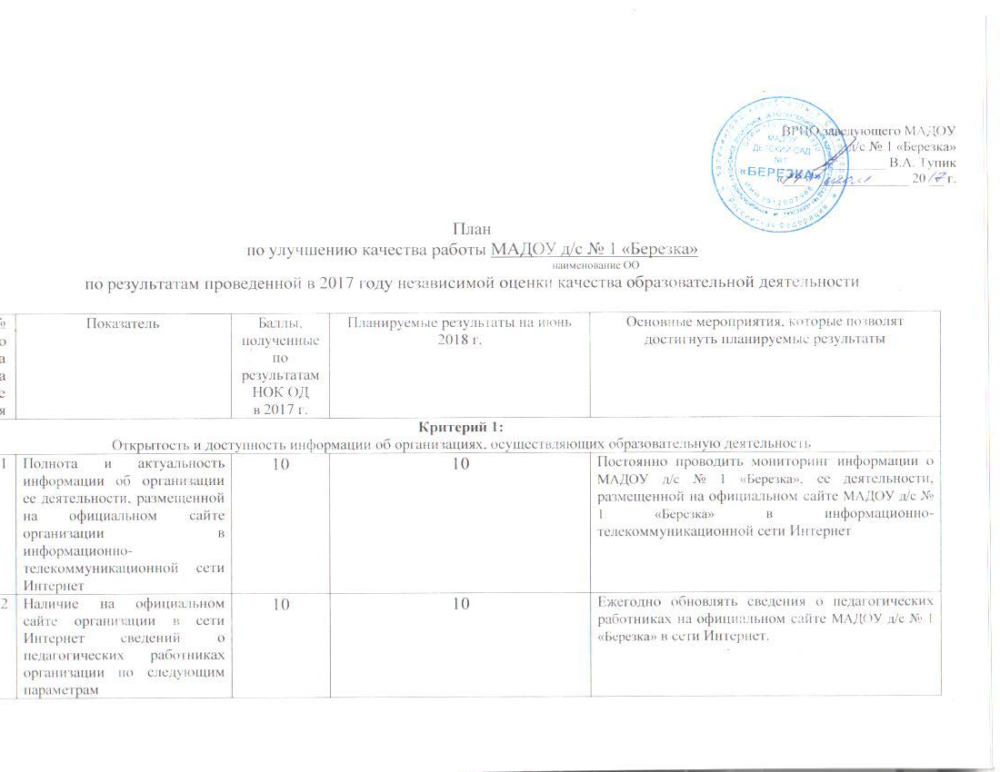 ВРИО заведующего МАДОУ
д/с № 1 «Березка»
В.А. Тупик
20 17 г.
МАДОУ
ДЕТСКИЙ САД
№1
«БЕРЕЗКА»
План
по улучшению качества работы МАДОУ д/с № 1 «Березка»
наименование ОО
по результатам проведенной в 2017 году независимой оценки качества образовательной деятельности
№
о
а
а
е
я
Показатель
Баллы,
полученные
по
результатам
НОК ОД
в 2017 г.
Планируемые результаты на июнь
2018 г.
Основные мероприятия, которые позволят
достигнуть планируемые результаты
Критерий 1:
Открытость и доступность информации об организациях, осуществляющих образовательную деятельность
1
Полнота и актуальность
информации об организации
ее деятельности, размещенной
на официальном сайте
организации в
информационно-
телекоммуникационной сети
Интернет
10
10
Постоянно проводить мониторинг информации о
МАДОУ д/с № 1 «Березка», ее деятельности,
размещенной на официальном сайте МАДОУ д/с №
1 «Березка» в информационно-
телекоммуникационной сети Интернет
2
Наличие на официальном
сайте организации в сети
Интернет сведений о
педагогических работниках
организации по следующим
параметрам
10
10
Ежегодно обновлять сведения о педагогических
работниках на официальном сайте МАДОУ д/с № 1
«Березка» в сети Интернет.